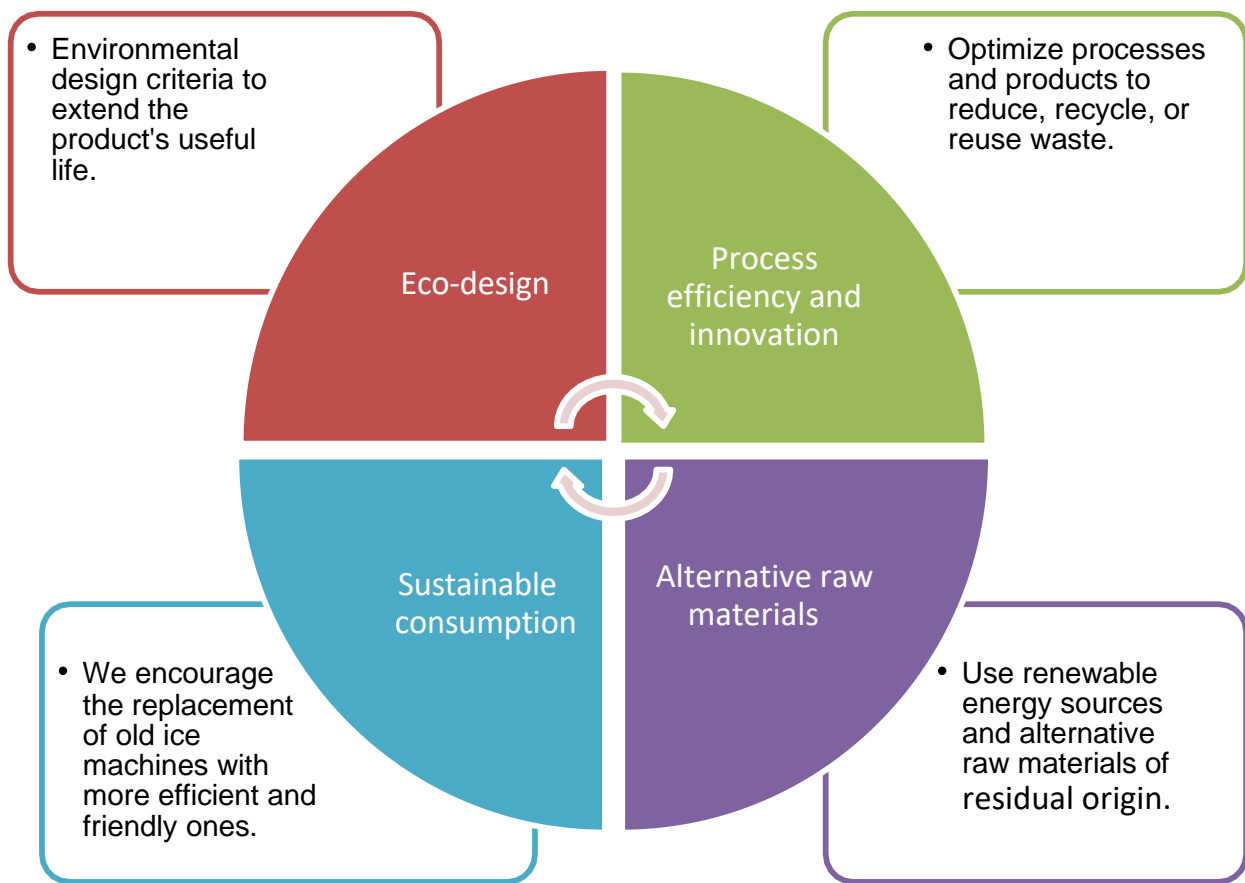 • Environmental
design criteria to
extend the
product's useful
life.
• Optimize processes
and products to
reduce, recycle, or
reuse waste.
Eco-design
Process
efficiency and
innovation
Sustainable
consumption
Alternative raw
materials
• We encourage
the replacement
of old ice
machines with
more efficient and
friendly ones.
• Use renewable
energy sources
and alternative
raw materials of
residual origin.